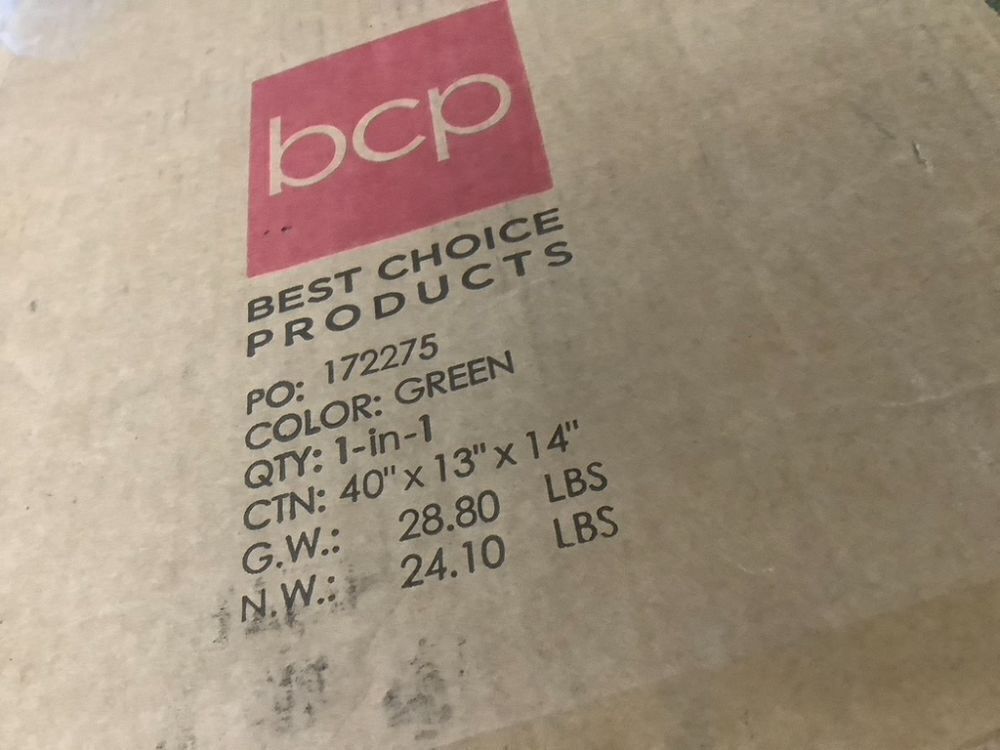 bcp
BEST CHOICE
PRODUCTS
PO: 172275
COLOR: GREEN
QTY: 1-in-1
CTN: 40" x 13" x 14"
G.W.: 28.80 LBS
N.W.: 24.10 LBS